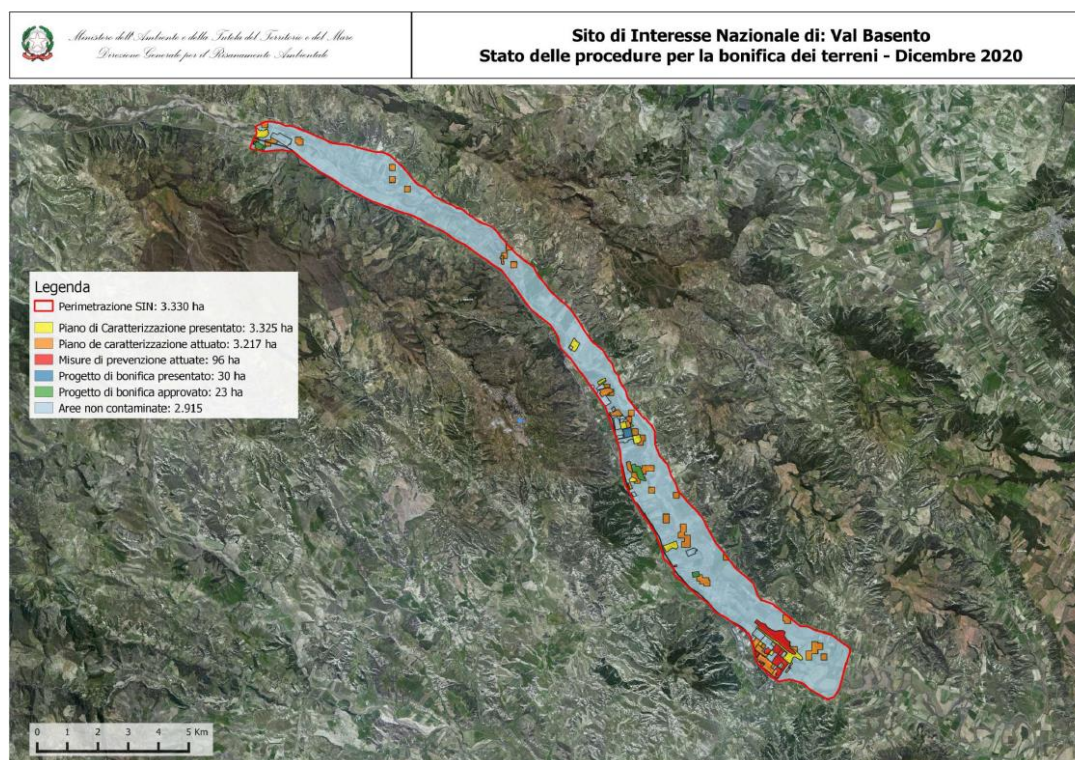 Ministero dell'Ambiente e della Tutela del Territorio e del Mare
Direzione Generale per il Risanamento Ambientale
Sito di Interesse Nazionale di: Val Basento
Stato delle procedure per la bonifica dei terreni - Dicembre 2020
Legenda
Perimetrazione SIN: 3.330 ha
Piano di Caratterizzazione presentato: 3.325 ha
Piano de caratterizzazione attuato: 3.217 ha
Misure di prevenzione attuate: 96 ha
Progetto di bonifica presentato: 30 ha
Progetto di bonifica approvato: 23 ha
Aree non contaminate: 2.915
0 1 2 3 4 5 Km